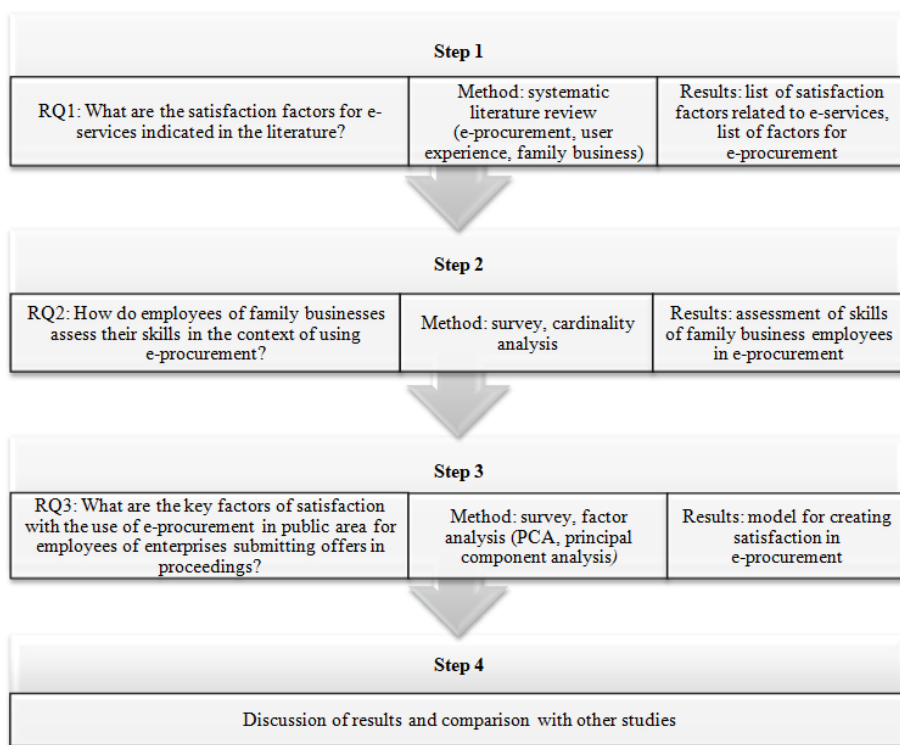 Step 1
RQ1: What are the satisfaction factors for e-
services indicated in the literature?
Method: systematic
literature review
(e-procurement, user
experience, family business)
Results: list of satisfaction
factors related to e-services,
list of factors for
e-procurement
Step 2
RQ2: How do employees of family businesses
assess their skills in the context of using
e-procurement?
Method: survey, cardinality
analysis
Results: assessment of skills
of family business employees
in e-procurement
Step 3
RQ3: What are the key factors of satisfaction
with the use of e-procurement in public area for
employees of enterprises submitting offers in
proceedings?
Method: survey, factor
analysis (PCA, principal
component analysis)
Results: model for creating
satisfaction in
e-procurement
Step 4
Discussion of results and comparison with other studies